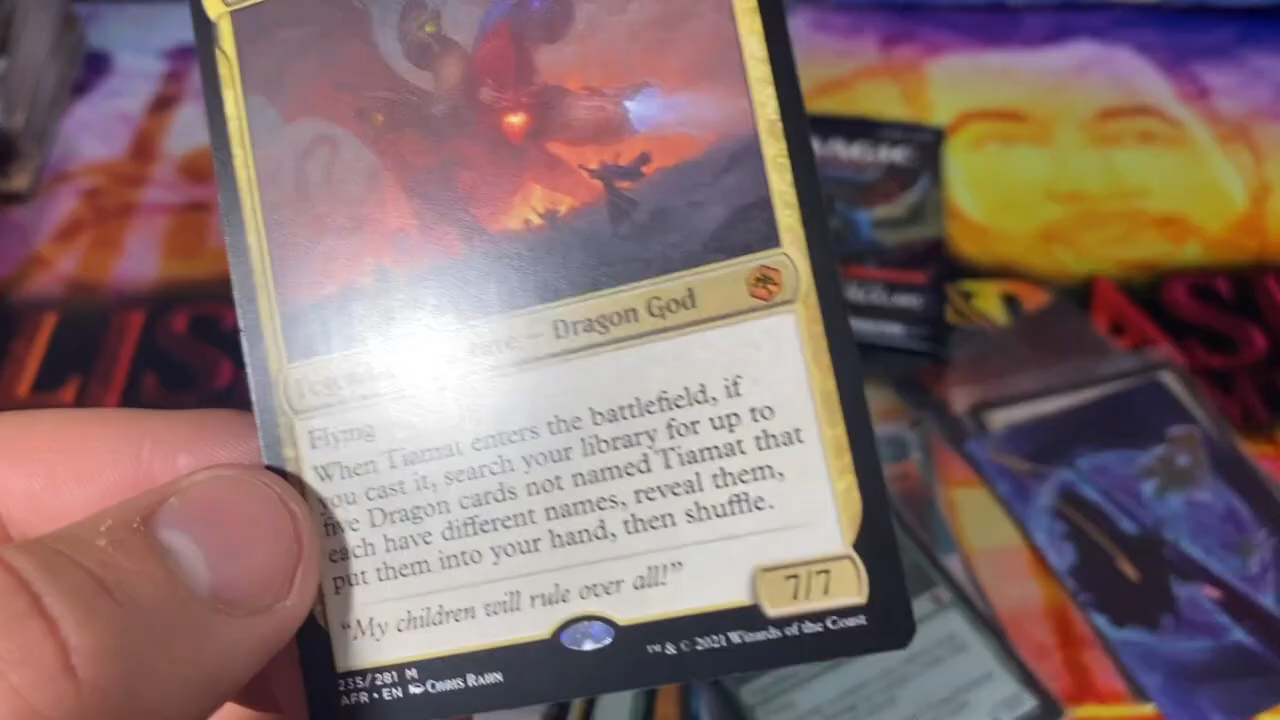 MAGIC
Dragon God
Flying
When Tiamat enters the battlefield, if
you cast it, search your library for up to
five Dragon cards not named Tiamat that
each have different names, reveal them,
put them into your hand, then shuffle.
"My children will rule over all!"
7/7
235/281 M
AFR • EN CHRIS RAHN
™ & © 2021 Wizards of the Coast